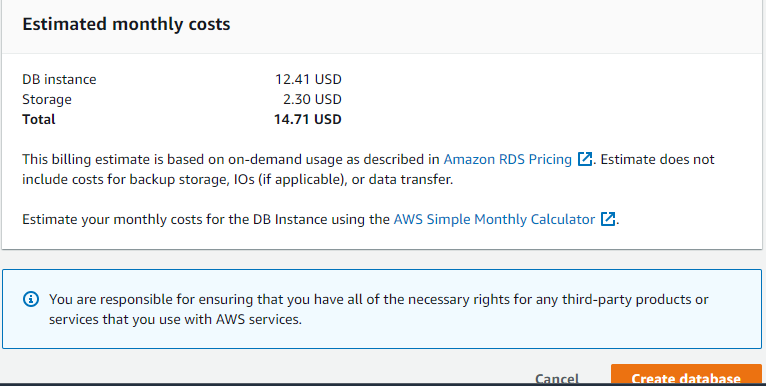 Estimated monthly costs
DB instance 12.41 USD
Storage 2.30 USD
Total 14.71 USD
This billing estimate is based on on-demand usage as described in Amazon RDS Pricing. Estimate does not
include costs for backup storage, IOs (if applicable), or data transfer.
Estimate your monthly costs for the DB Instance using the AWS Simple Monthly Calculator.
You are responsible for ensuring that you have all of the necessary rights for any third-party products or
services that you use with AWS services.
Cancel Create database